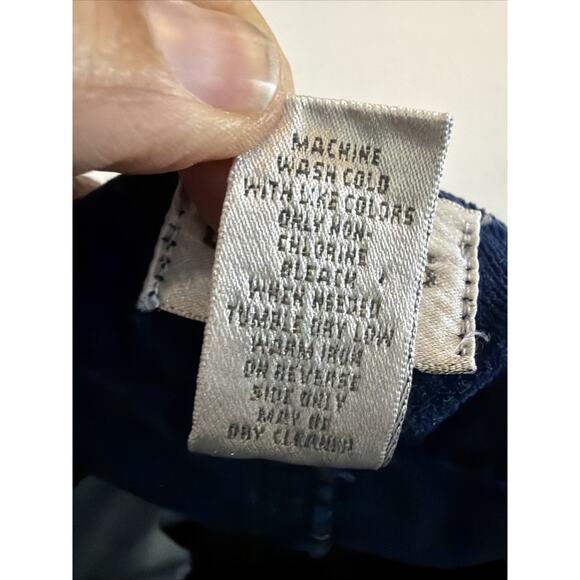 MACHINE
WASH COLD
WITH LIKE COLORS
ONLY NON-
CHLORINE
BLEACH
WHEN NEEDED
TUMBLE DRY LOW
WARM IRON
ON REVERSE
SIDE ONLY
MAY BE
DRY CLEANED